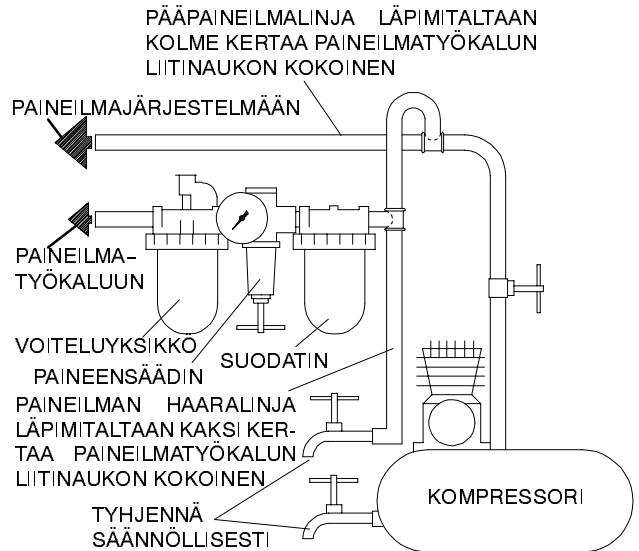 PÄÄPAINEILMALINJA LÄPIMITALTAAN
KOLME KERTAA PAINEILMATYÖKALUN
LIITINAUKON KOKOINEN
PAINEILMAJÄRJESTELMÄÄN
PAINEILMA-
TYÖKALUUN
VOITELUYKSIKKÖ
SUODATIN
PAINEENSÄÄDIN
PAINEILMAN HAARALINJA
LÄPIMITALTAAN KAKSI KER-
TAA PAINEILMATYÖKALUN
LIITINAUKON KOKOINEN
KOMPRESSORI
TYHJENNÄ
SÄÄNNÖLLISESTI